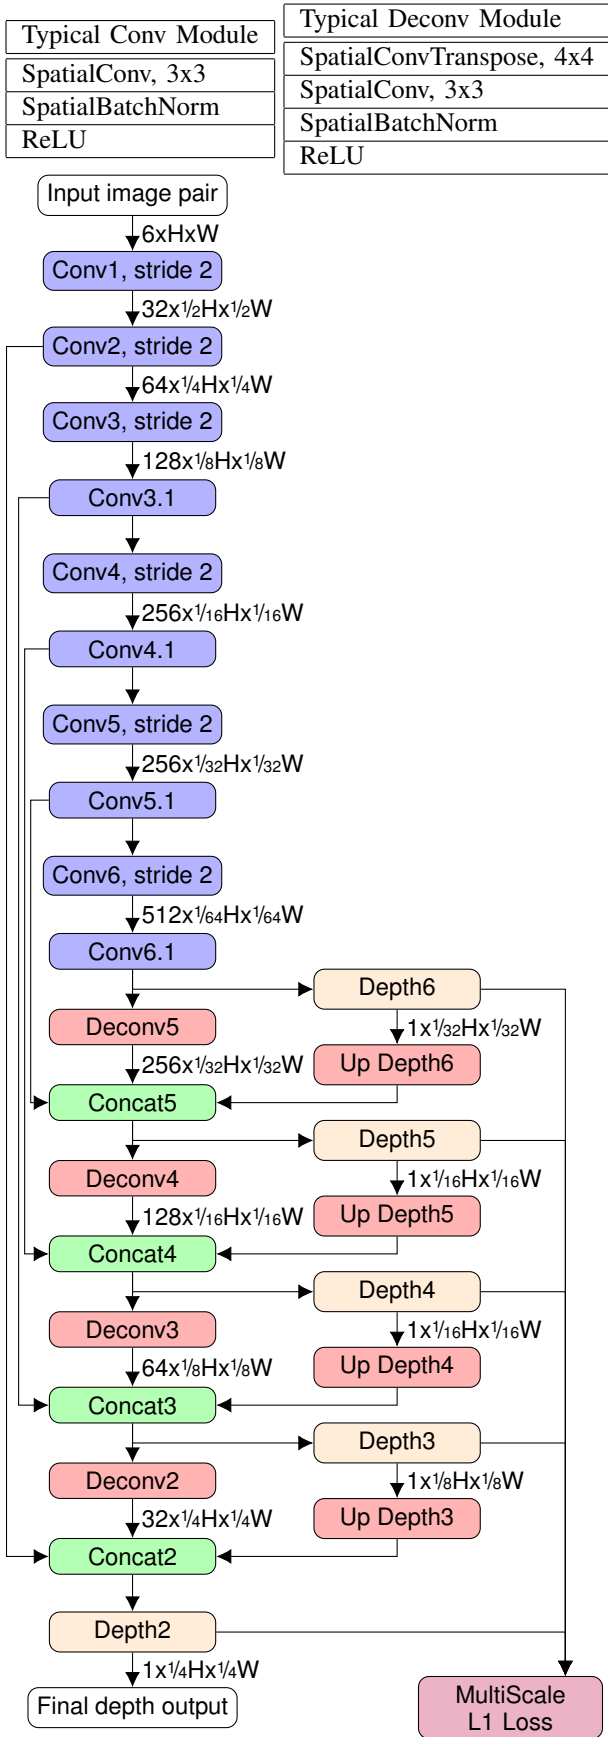 Typical Conv Module
SpatialConv, 3x3
SpatialBatchNorm
ReLU
Typical Deconv Module
SpatialConvTranspose, 4x4
SpatialConv, 3x3
SpatialBatchNorm
ReLU
Input image pair
6xHxW
Conv1, stride 2
32x1/2Hx1/2W
Conv2, stride 2
64x1/4Hx1/4W
Conv3, stride 2
128x1/8Hx1/8W
Conv3.1
Conv4, stride 2
256x1/16Hx1/16W
Conv4.1
Conv5, stride 2
256x1/32Hx1/32W
Conv5.1
Conv6, stride 2
512x1/64Hx1/64W
Conv6.1
Depth6
Deconv5
1x1/32Hx1/32W
256x1/32Hx1/32W
Up Depth6
Concat5
Depth5
Deconv4
1x1/16Hx1/16W
128x1/16Hx1/16W
Up Depth5
Concat4
Depth4
Deconv3
1x1/16Hx1/16W
64x1/8Hx1/8W
Up Depth4
Concat3
Depth3
Deconv2
1x1/8Hx1/8W
32x1/4Hx1/4W
Up Depth3
Concat2
Depth2
1x1/4Hx1/4W
Final depth output
MultiScale
L1 Loss